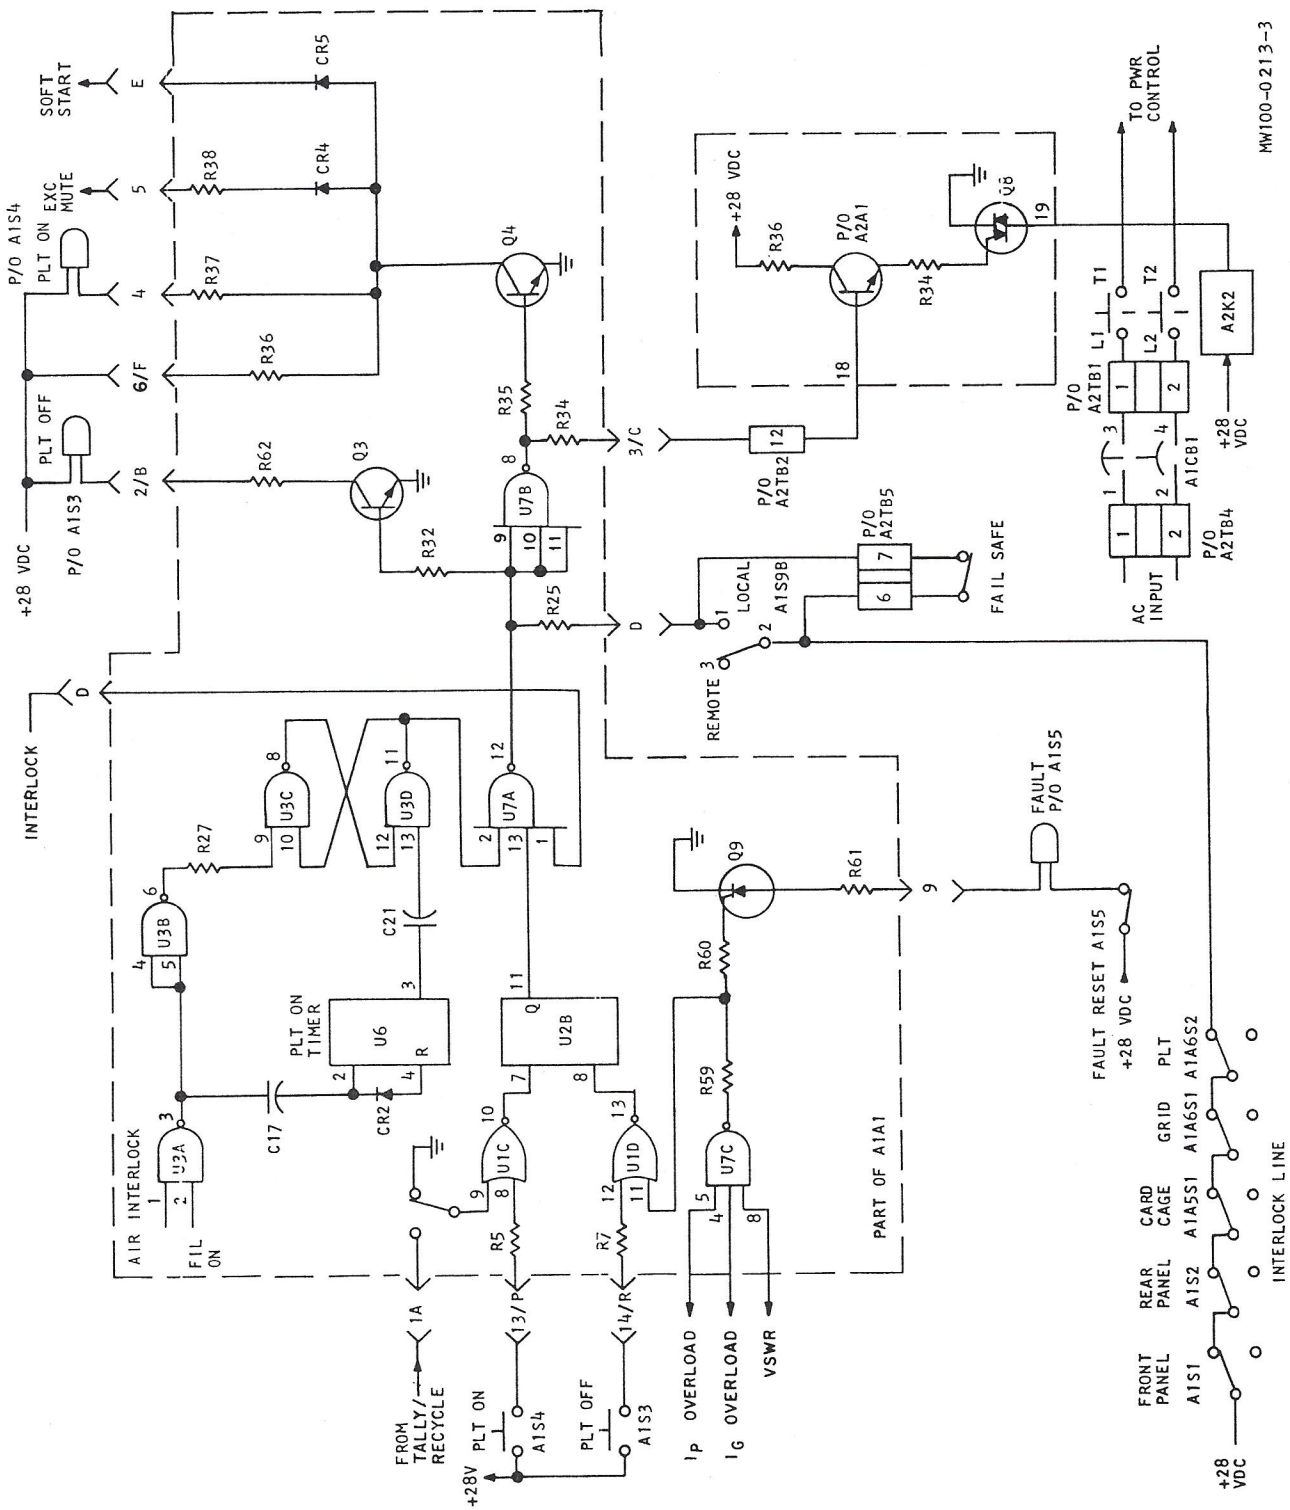 INTERLOCK
D
+28 VDC
P/O A1S3
PLT OFF
2/B
6/F
P/O A1S4
PLT ON
4
EXC
MUTE
5
SOFT
START
E
AIR INTERLOCK
1
2
3
U3A
FIL
ON
4
5
6
U3B
R27
9
10
8
U3C
12
13
11
U3D
C17
CR2
PLT ON
TIMER
U6
2
R
4
3
C21
2
13
1
12
U7A
R62
Q3
R32
R36
R37
R38
CR4
CR5
Q4
9
10
11
8
U7B
R35
R34
R25
FROM
TALLY/
RECYCLE
1A
+28V
PLT ON
A1S4
13/P
R5
9
8
10
U1C
7
8
Q
11
U2B
PLT OFF
A1S3
14/R
R7
12
11
13
U1D
IP OVERLOAD
IG OVERLOAD
VSWR
5
4
8
U7C
R59
R60
Q9
R61
9
PART OF A1A1
FAULT
P/O A1S5
FAULT RESET A1S5
+28 VDC
D
3/C
REMOTE
3
2
1
LOCAL
A1S9B
P/O
A2TB5
6
7
FAIL SAFE
P/O
A2TB2
12
18
+28 VDC
R36
P/O
A2A1
R34
Q8
19
AC
INPUT
1
2
P/O
A2TB4
1
2
A1CB1
3
4
P/O
A2TB1
1
2
L1
T1
L2
T2
TO PWR
CONTROL
+28
VDC
A2K2
+28
VDC
FRONT
PANEL
A1S1
REAR
PANEL
A1S2
CARD
CAGE
A1A5S1
GRID
A1A6S1
PLT
A1A6S2
INTERLOCK LINE
MW100-0213-3